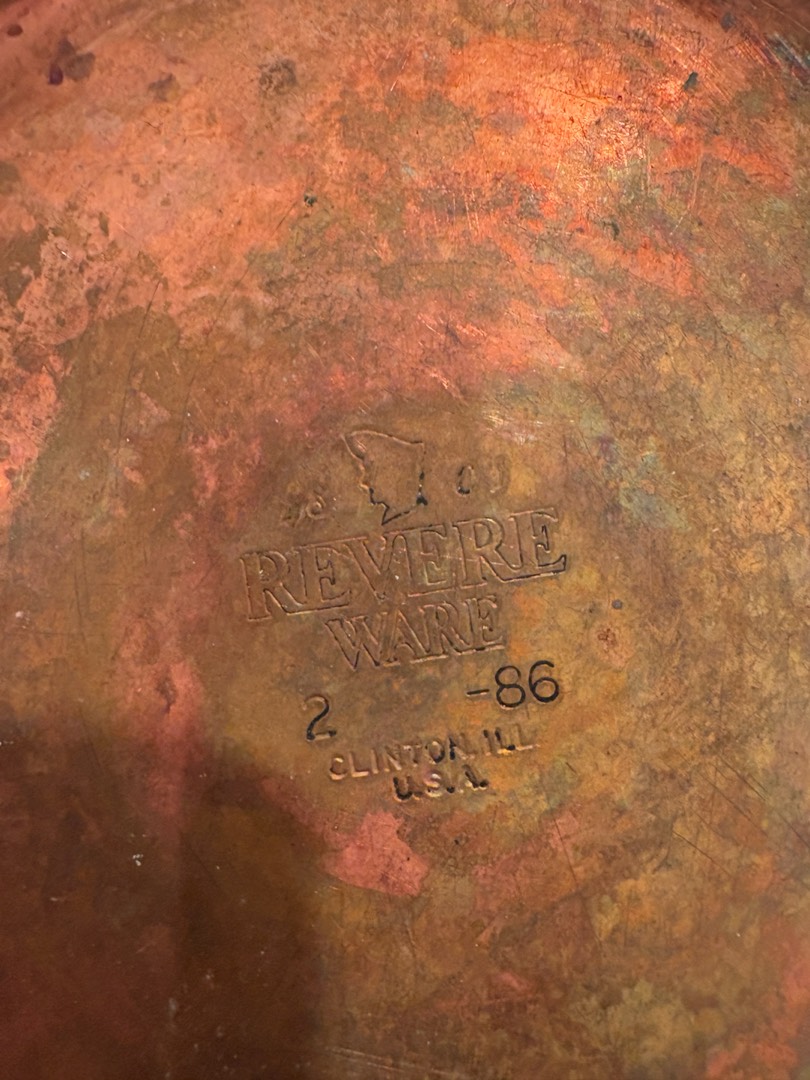 REVERE
WARE
2 -86
CLINTON, ILL.
U.S.A.